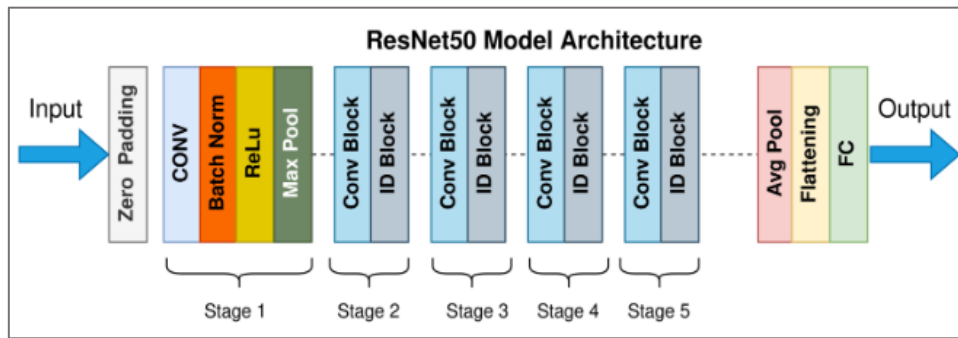 ResNet50 Model Architecture
Input
Zero Padding
CONV
Batch Norm
ReLu
Max Pool
Conv Block
ID Block
Conv Block
ID Block
Conv Block
ID Block
Conv Block
ID Block
Avg Pool
Flattening
FC
Output
Stage 1
Stage 2
Stage 3
Stage 4
Stage 5